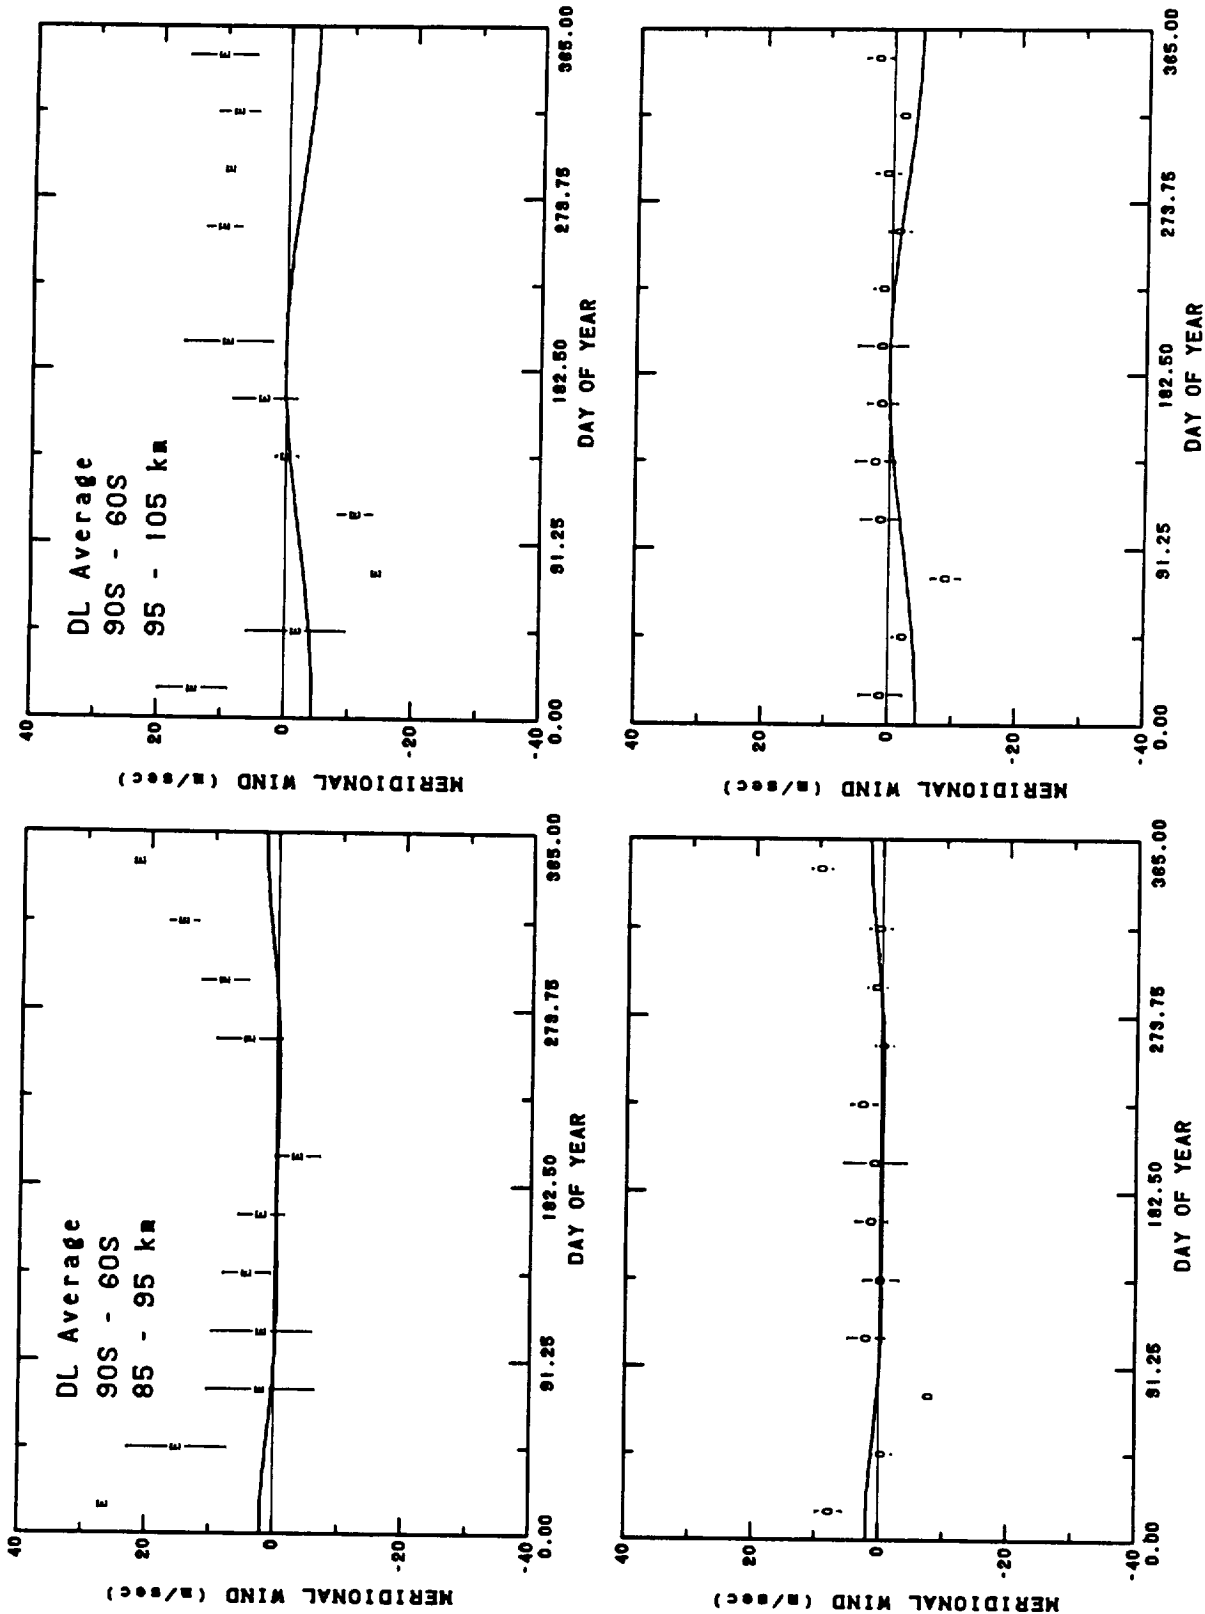 DL Average
90S - 60S
85 - 95 km
40
20
0
-20
-40
MERIDIONAL WIND (m/sec)
0.00
91.25
182.50
273.75
365.00
DAY OF YEAR
E
E
E
E
E
E
E
E
E
E
E
40
20
0
-20
-40
MERIDIONAL WIND (m/sec)
0.00
91.25
182.50
273.75
365.00
DAY OF YEAR
O
O
O
O
O
O
O
O
O
O
O
O
DL Average
90S - 60S
95 - 105 km
40
20
0
-20
-40
MERIDIONAL WIND (m/sec)
0.00
91.25
182.50
273.75
365.00
DAY OF YEAR
E
E
E
E
E
E
E
E
E
E
E
40
20
0
-20
-40
MERIDIONAL WIND (m/sec)
0.00
91.25
182.50
273.75
365.00
DAY OF YEAR
O
O
O
O
O
O
O
O
O
O
O
O